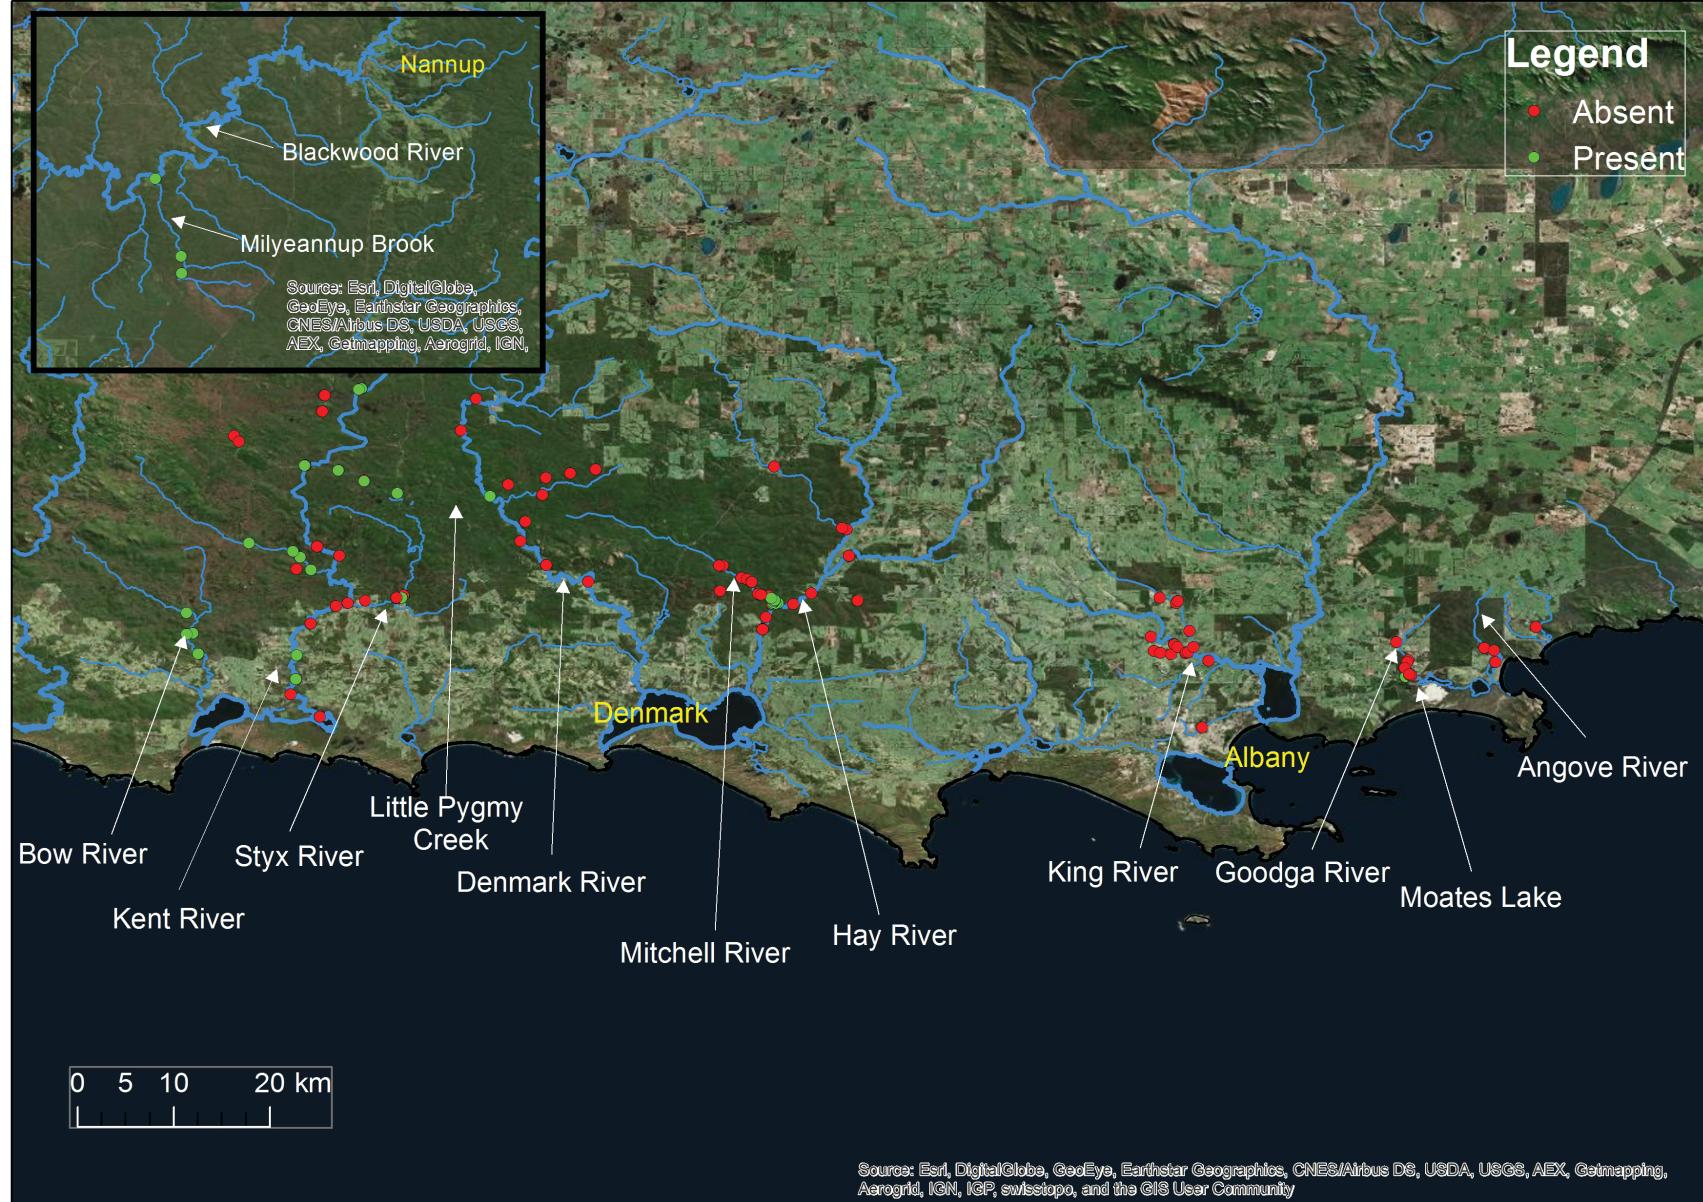 Nannup
Blackwood River
Milyeannup Brook
Source: Esri, DigitalGlobe,
GeoEye, Earthstar Geographics,
CNES/Airbus DS, USDA, USGS,
AEX, Getmapping, Aerogrid, IGN,
Legend
Absent
Present
Denmark
Albany
Angove River
Little Pygmy
Creek
Bow River
Styx River
Denmark River
King River
Goodga River
Moates Lake
Kent River
Mitchell River
Hay River
0 5 10 20 km
Source: Esri, DigitalGlobe, GeoEye, Earthstar Geographics, CNES/Airbus DS, USDA, USGS, AEX, Getmapping,
Aerogrid, IGN, IGP, swisstopo, and the GIS User Community